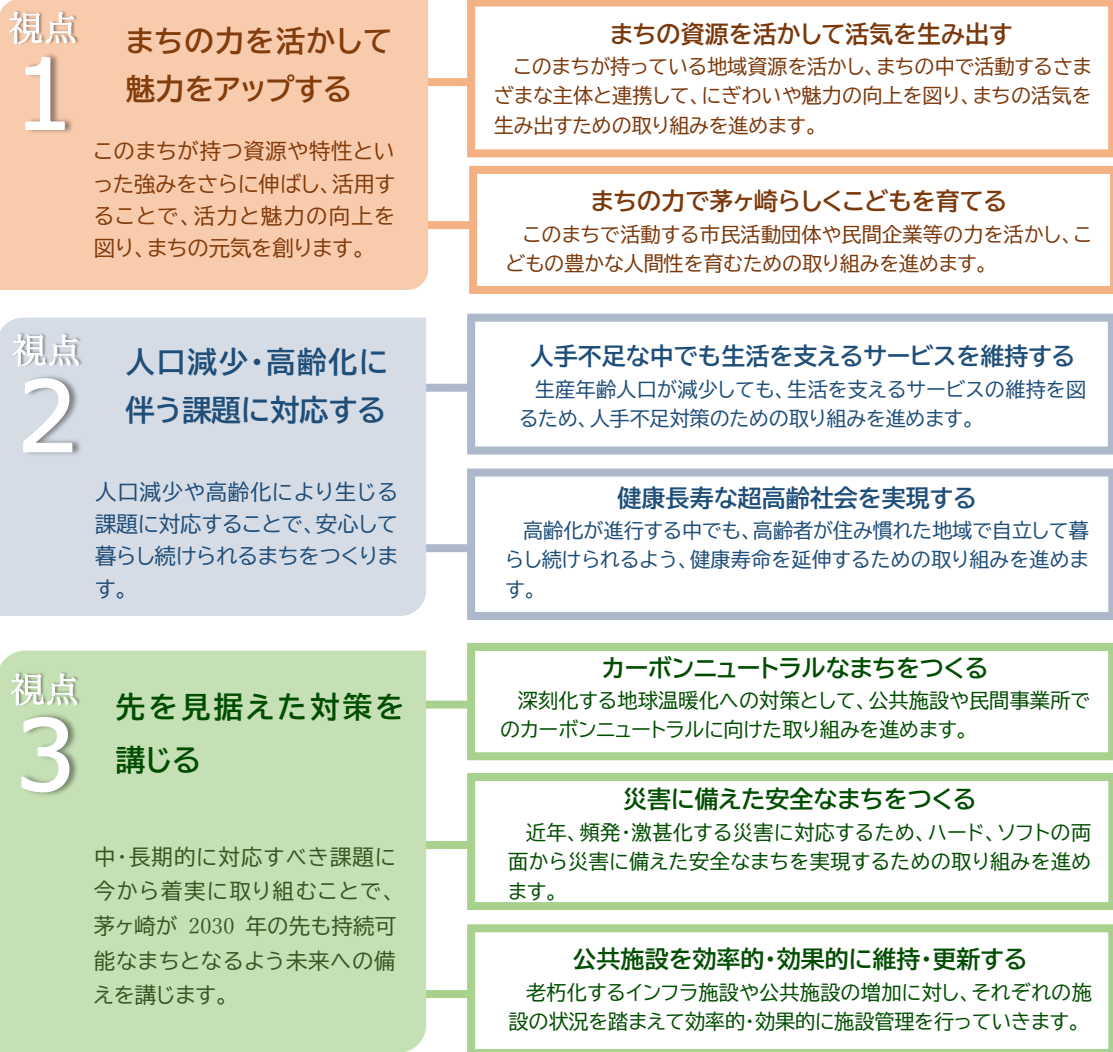 視点
1
まちの力を活かして
魅力をアップする
このまちが持つ資源や特性とい
った強みをさらに伸ばし、活用す
ることで、活力と魅力の向上を
図り、まちの元気を創ります。
まちの資源を活かして活気を生み出す
このまちが持っている地域資源を活かし、まちの中で活動するさま
ざまな主体と連携して、にぎわいや魅力の向上を図り、まちの活気を
生み出すための取り組みを進めます。
まちの力で茅ヶ崎らしくこどもを育てる
このまちで活動する市民活動団体や民間企業等の力を活かし、こ
どもの豊かな人間性を育むための取り組みを進めます。
視点
2
人口減少・高齢化に
伴う課題に対応する
人口減少や高齢化により生じる
課題に対応することで、安心して
暮らし続けられるまちをつくりま
す。
人手不足な中でも生活を支えるサービスを維持する
生産年齢人口が減少しても、生活を支えるサービスの維持を図
るため、人手不足対策のための取り組みを進めます。
健康長寿な超高齢社会を実現する
高齢化が進行する中でも、高齢者が住み慣れた地域で自立して暮
らし続けられるよう、健康寿命を延伸するための取り組みを進めま
す。
視点
3
先を見据えた対策を
講じる
中・長期的に対応すべき課題に
今から着実に取り組むことで、
茅ヶ崎が 2030 年の先も持続可
能なまちとなるよう未来への備
えを講じます。
カーボンニュートラルなまちをつくる
深刻化する地球温暖化への対策として、公共施設や民間事業所で
のカーボンニュートラルに向けた取り組みを進めます。
災害に備えた安全なまちをつくる
近年、頻発・激甚化する災害に対応するため、ハード、ソフトの両
面から災害に備えた安全なまちを実現するための取り組みを進め
ます。
公共施設を効率的・効果的に維持・更新する
老朽化するインフラ施設や公共施設の増加に対し、それぞれの施
設の状況を踏まえて効率的・効果的に施設管理を行っていきます。